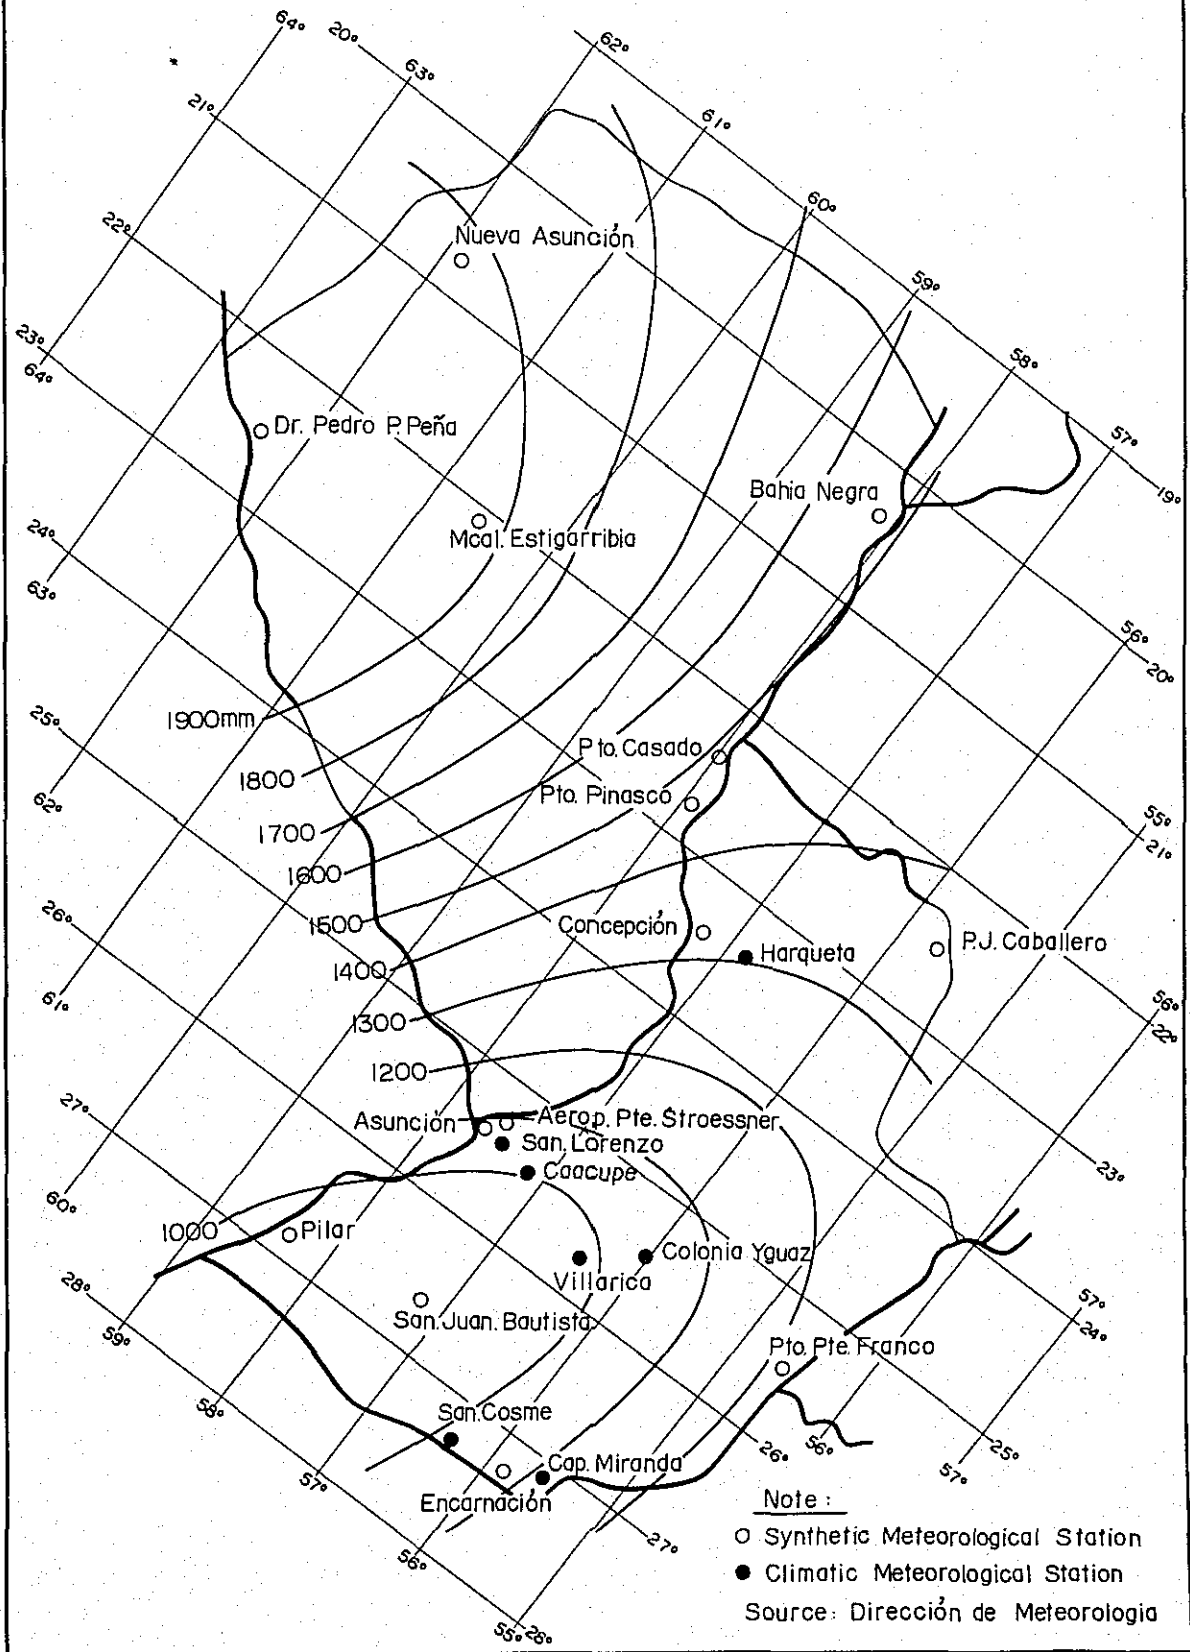 64°
20°
63°
62°
61°
60°
59°
58°
57°
19°
21°
22°
23°
64°
24°
63°
25°
62°
26°
61°
27°
60°
28°
59°
58°
57°
56°
55°
26°
56°
20°
55°
21°
56°
22°
23°
57°
24°
25°
57°
56°
26°
27°
Nueva Asunción
Dr. Pedro P. Peña
Bahia Negra
Mcal. Estigarribia
1900mm
1800
1700
1600
1500
1400
1300
1200
1000
Pto. Casado
Pto. Pinasco
Concepción
Harqueta
P.J. Caballero
Asunción
Aerop. Pte. Stroessner
San. Lorenzo
Caacupe
Pilar
Colonia Yguaz
Villarica
San. Juan. Bautista
Pto. Pte. Franco
San. Cosme
Cap. Miranda
Encarnación
Note :
Synthetic Meteorological Station
Climatic Meteorological Station
Source : Dirección de Meteorologia